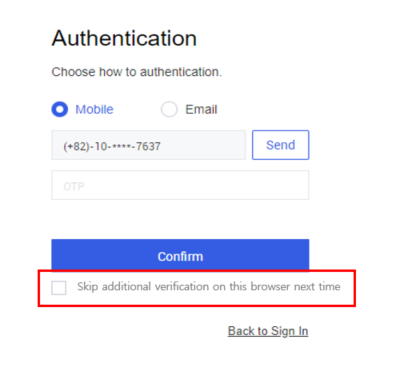 Authentication
Choose how to authentication.
Mobile Email
(+82)-10-****-7637 Send
OTP
Confirm
Skip additional verification on this browser next time
Back to Sign In